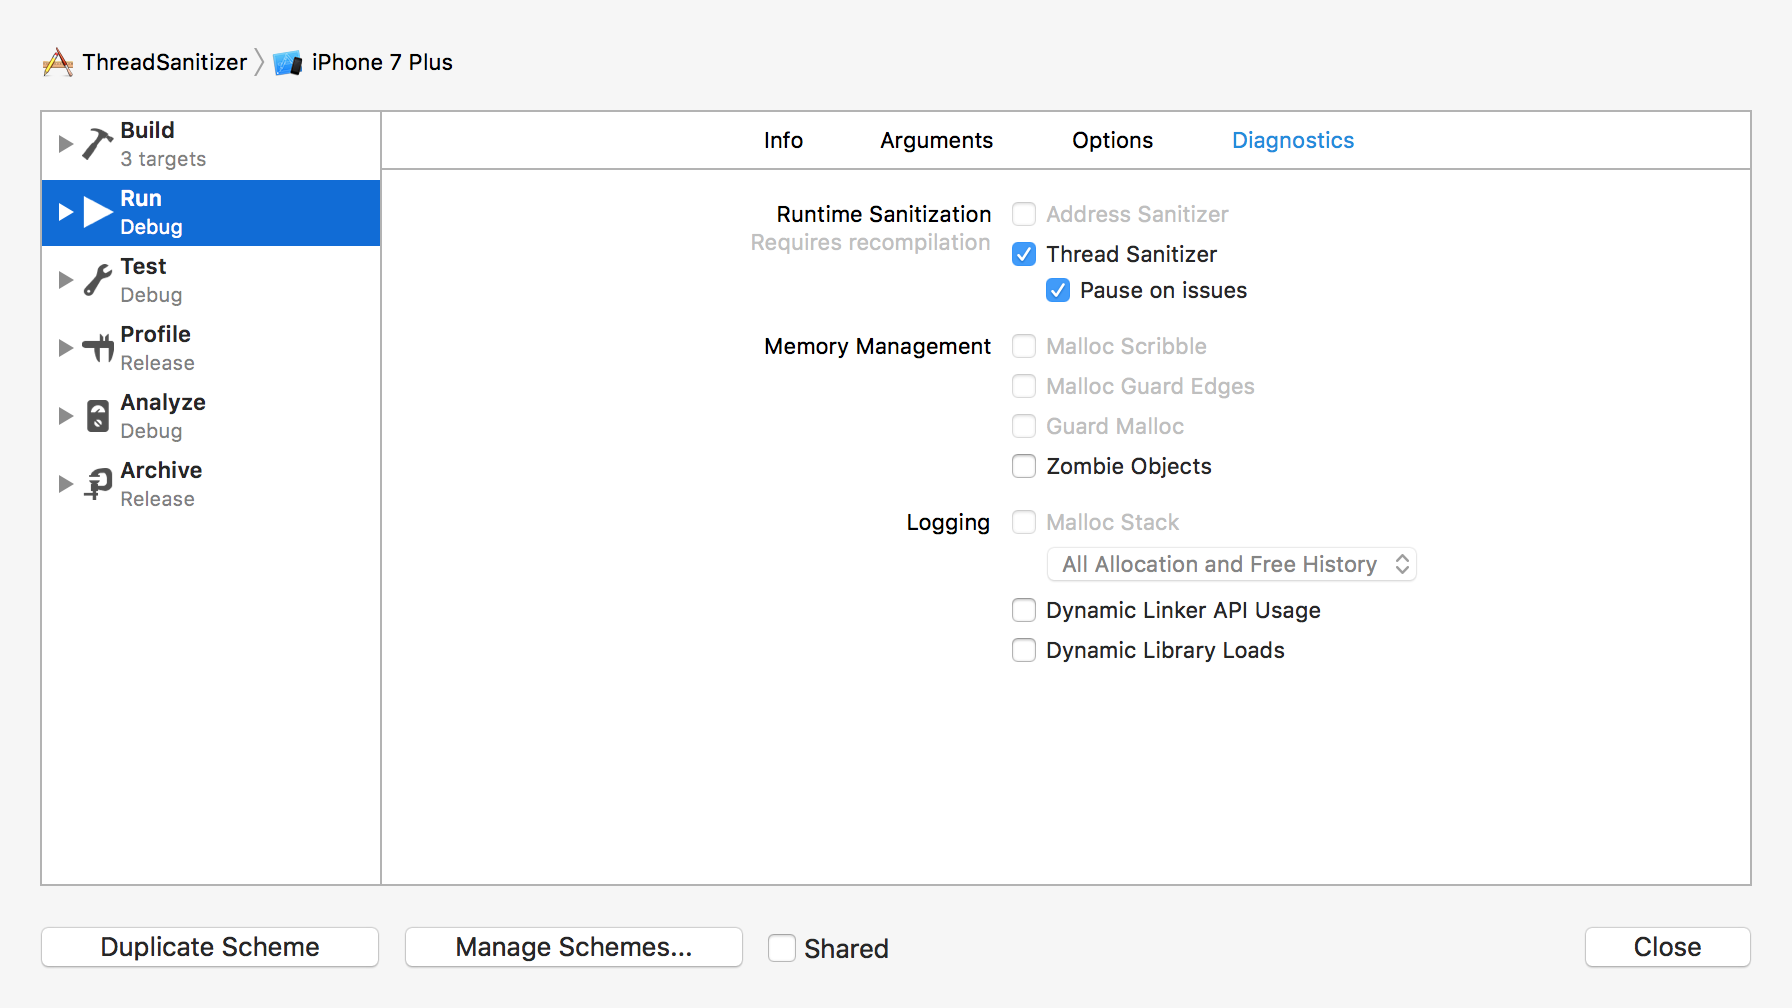 ThreadSanitizer iPhone 7 Plus
Build
3 targets
Run
Debug
Test
Debug
Profile
Release
Analyze
Debug
Archive
Release
Info Arguments Options Diagnostics
Runtime Sanitization Address Sanitizer
Requires recompilation
Thread Sanitizer
Pause on issues
Memory Management Malloc Scribble
Malloc Guard Edges
Guard Malloc
Zombie Objects
Logging Malloc Stack
All Allocation and Free History
Dynamic Linker API Usage
Dynamic Library Loads
Duplicate Scheme Manage Schemes... Shared Close